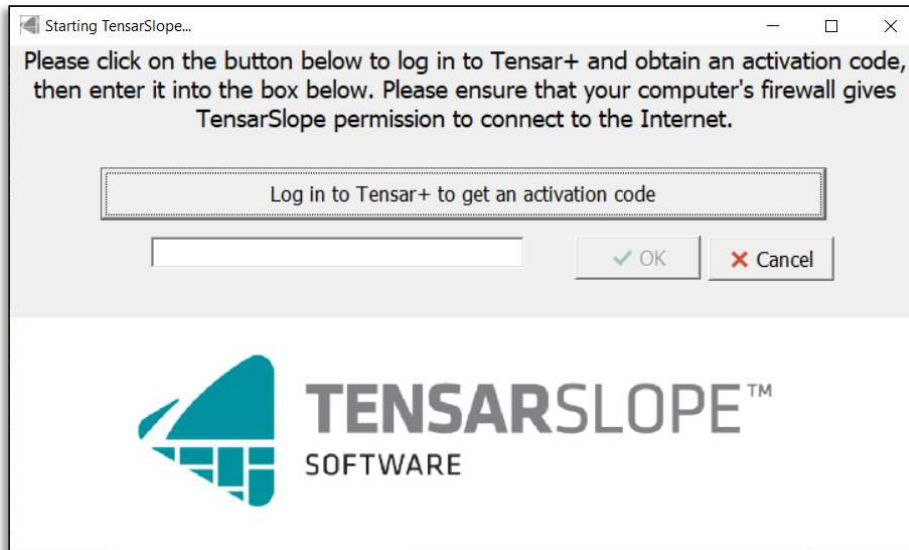 Starting TensarSlope...
Please click on the button below to log in to Tensar+ and obtain an activation code,
then enter it into the box below. Please ensure that your computer's firewall gives
TensarSlope permission to connect to the Internet.
Log in to Tensar+ to get an activation code
OK
Cancel
TENSARSLOPE™
SOFTWARE